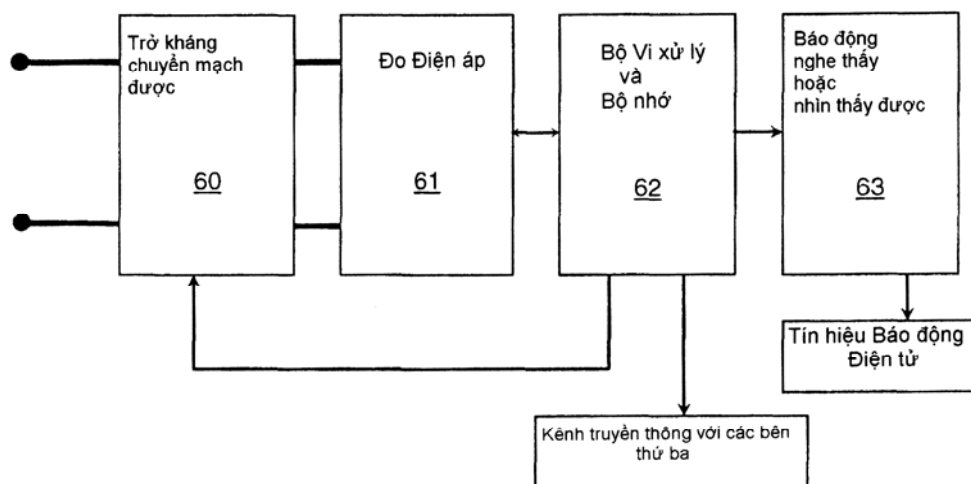 Trở kháng
chuyển mạch
được
60
Đo Điện áp
61
Bộ Vi xử lý
và
Bộ nhớ
62
Báo động
nghe thấy
hoặc
nhìn thấy được
63
Tín hiệu Báo động
Điện tử
Kênh truyền thông với các bên
thứ ba